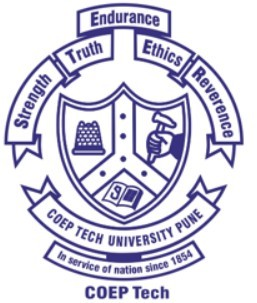 Endurance
Truth Ethics
Strength Reverence
S
COEP TECH UNIVERSITY PUNE
In service of nation since 1854
COEP Tech